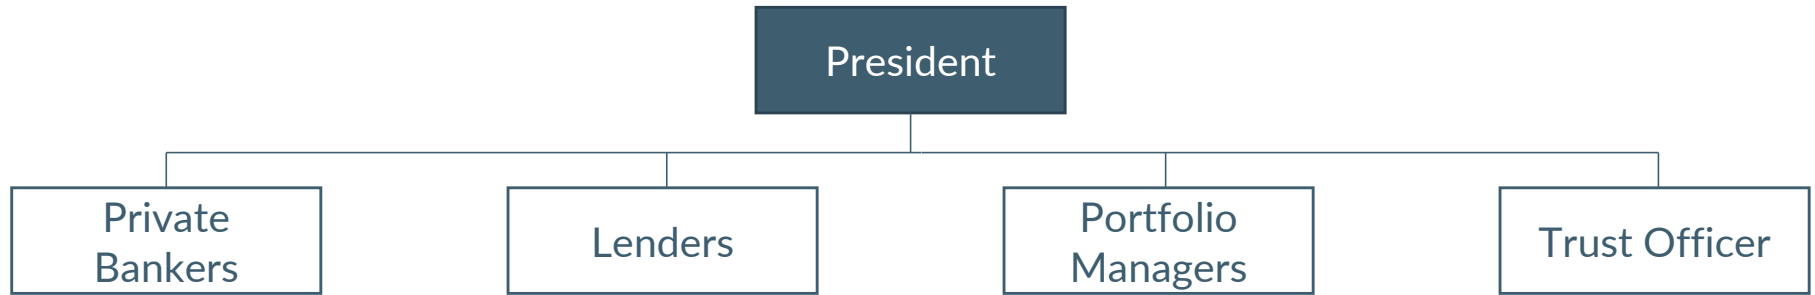 President
Private
Bankers
Lenders
Portfolio
Managers
Trust Officer